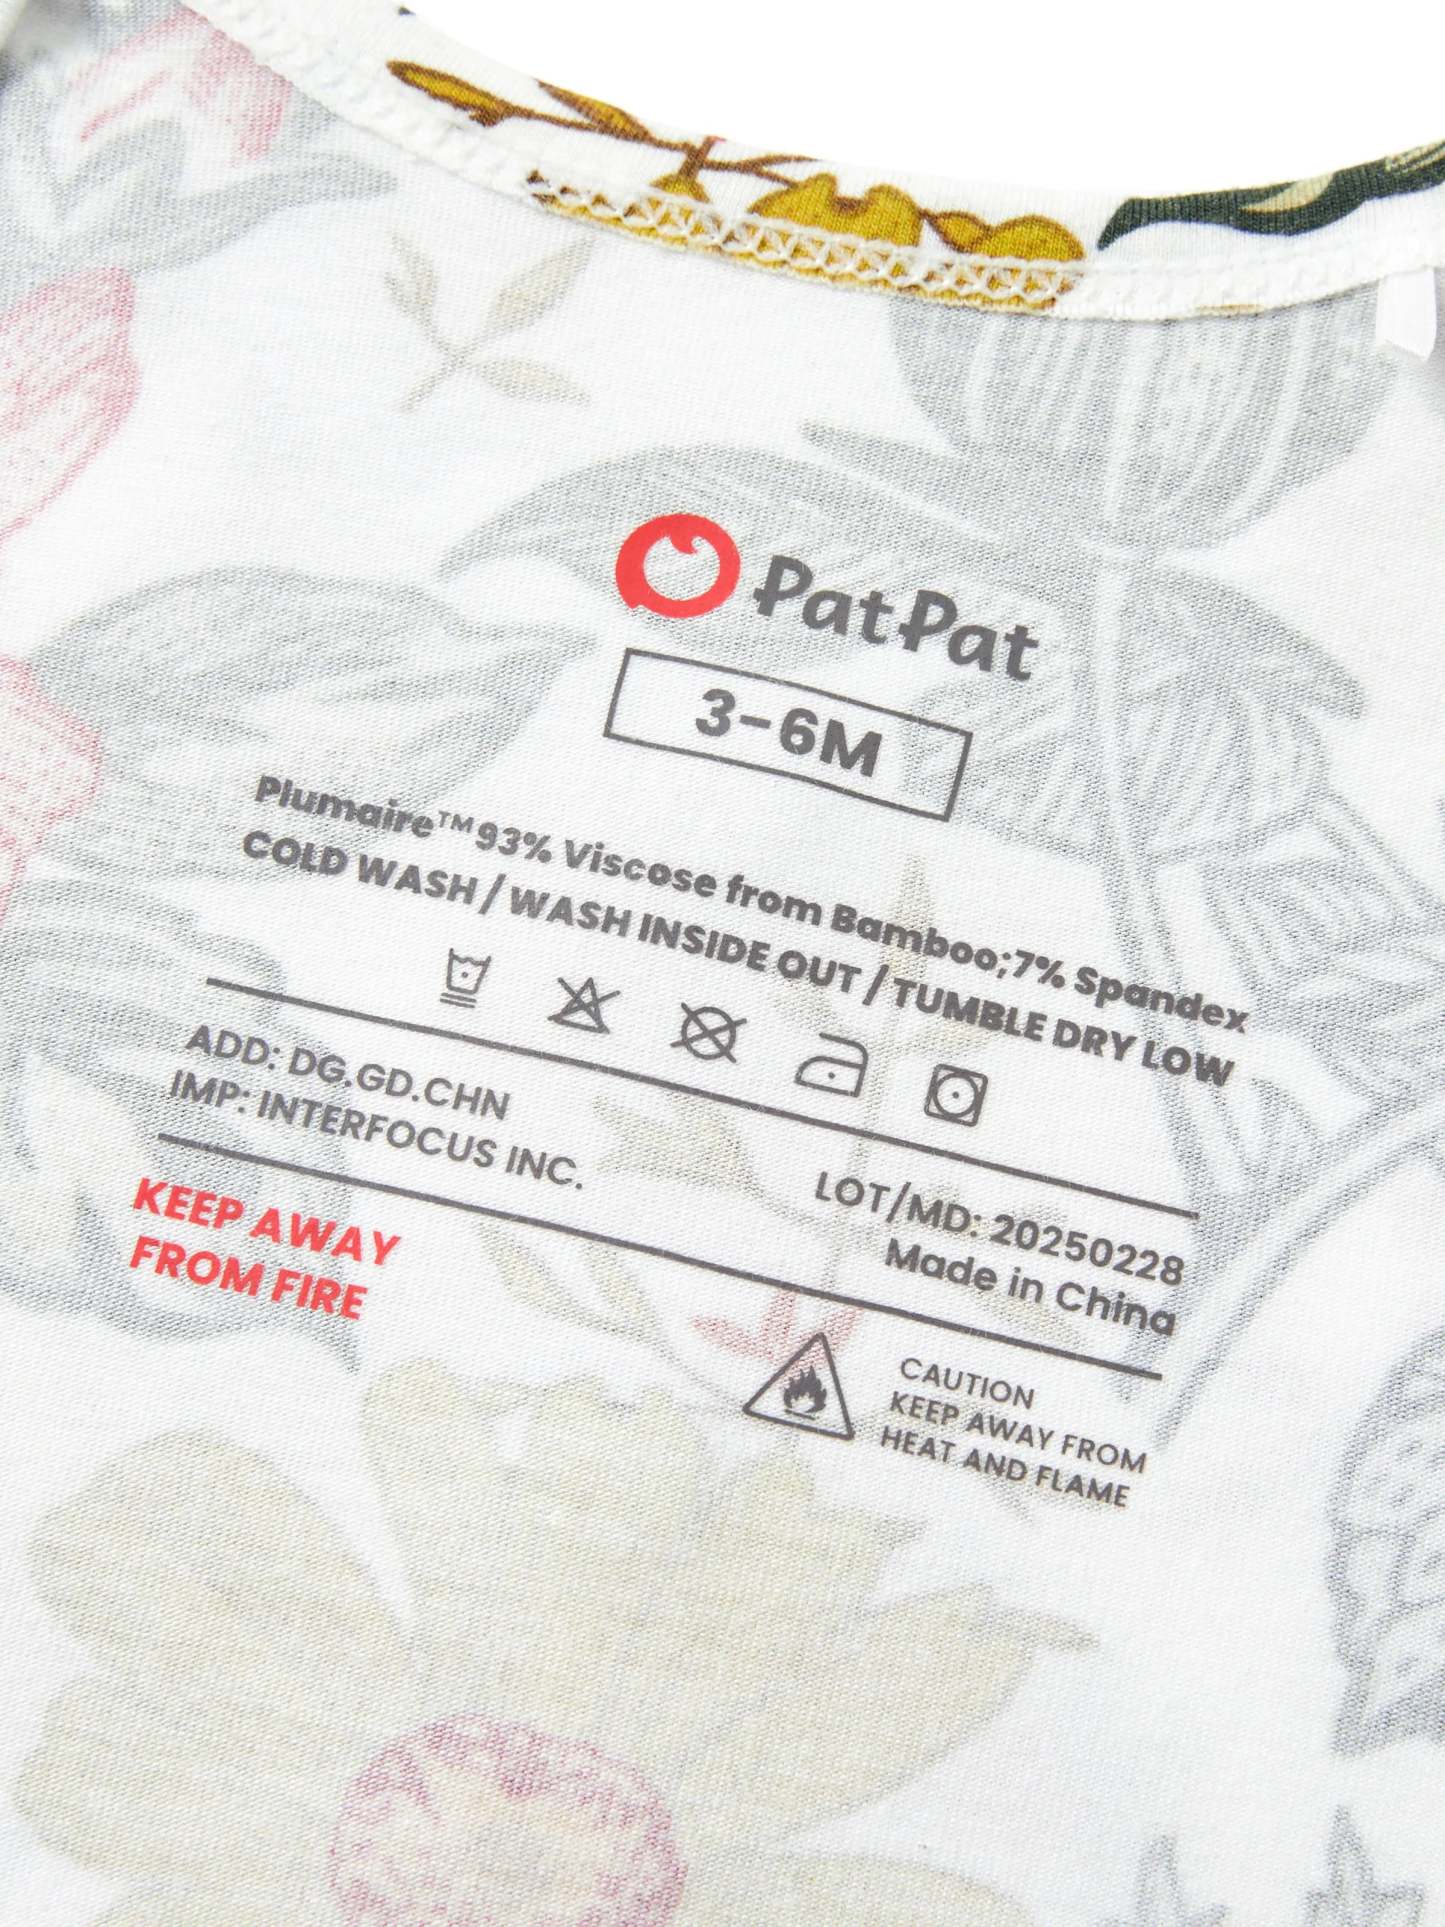 PatPat
3-6M
Plumaire™ 93% Viscose from Bamboo;7% Spandex
COLD WASH / WASH INSIDE OUT / TUMBLE DRY LOW
ADD: DG.GD.CHN
IMP: INTERFOCUS INC.
LOT/MD: 20250228
Made in China
KEEP AWAY
FROM FIRE
CAUTION
KEEP AWAY FROM
HEAT AND FLAME